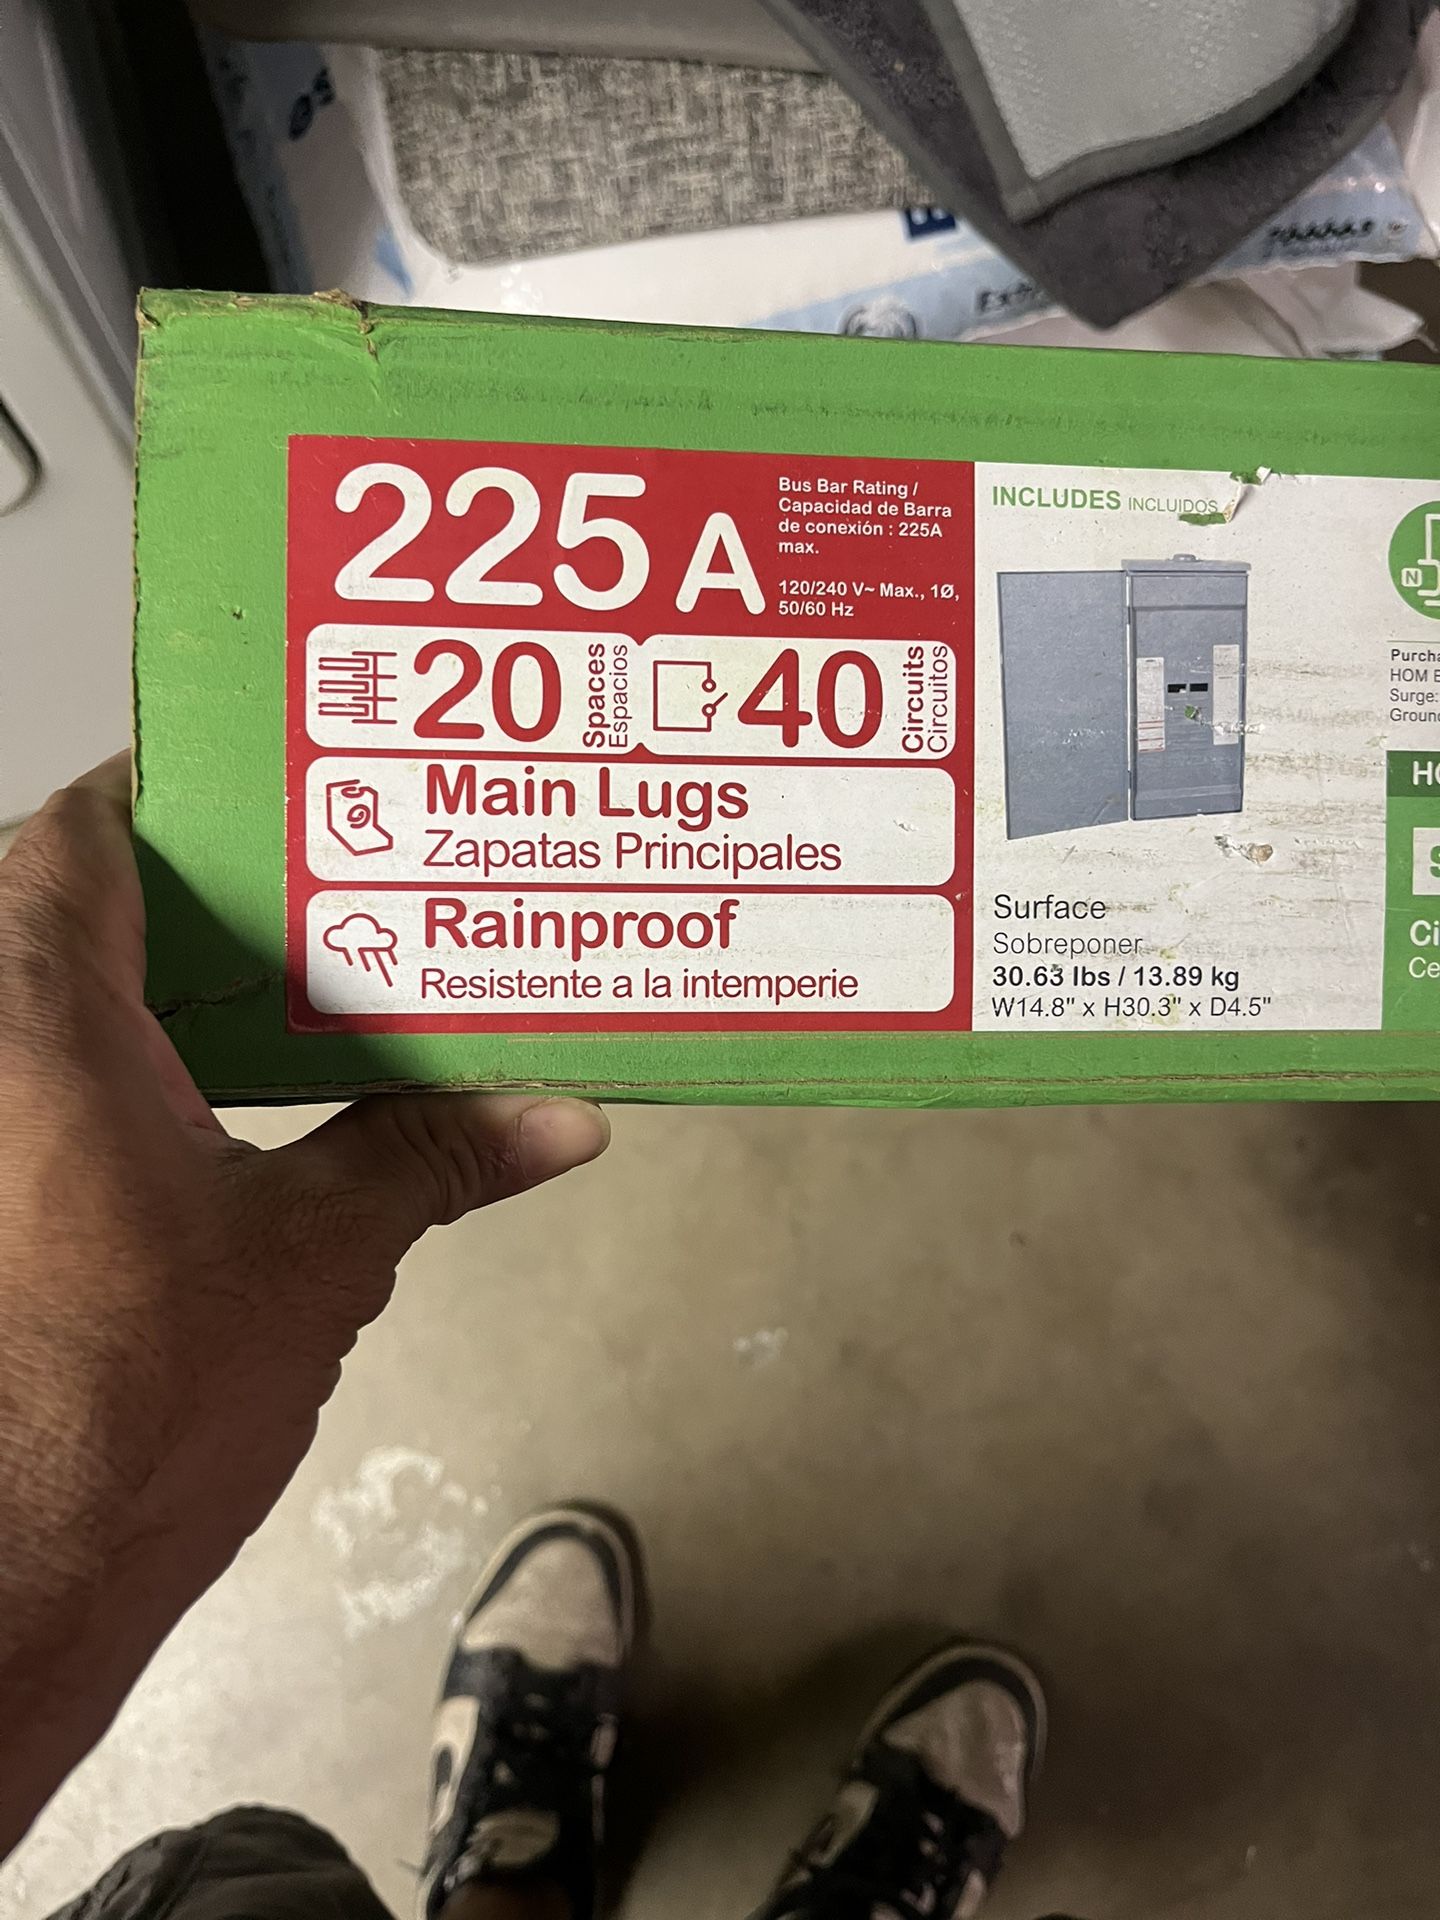 225 A
Bus Bar Rating /
Capacidad de Barra
de conexión : 225A
max.
120/240 V~ Max., 1Ø,
50/60 Hz
20
Spaces
Espacios
40
Circuits
Circuitos
Main Lugs
Zapatas Principales
Rainproof
Resistente a la intemperie
INCLUDES INCLUIDOS
Surface
Sobreponer
30.63 lbs / 13.89 kg
W14.8" x H30.3" x D4.5"
N
HOM
Surge: